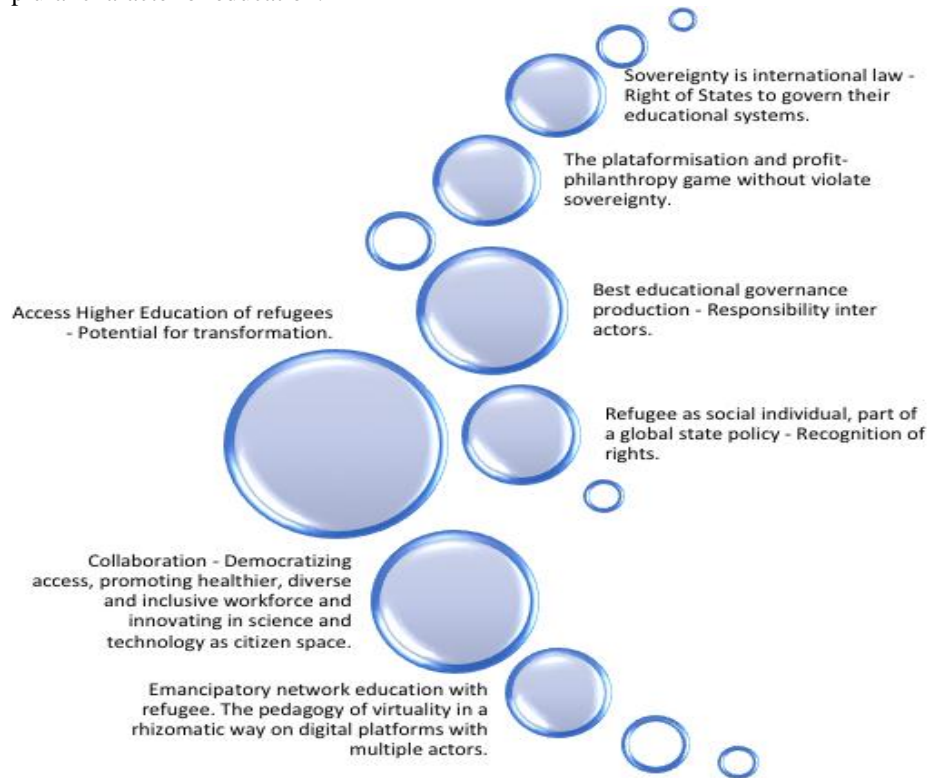 Sovereignty is international law -
Right of States to govern their
educational systems.
The plataformisation and profit-
philanthropy game without violate
sovereignty.
Best educational governance
production - Responsibility inter
actors.
Access Higher Education of refugees
- Potential for transformation.
Refugee as social individual, part of
a global state policy - Recognition of
rights.
Collaboration - Democratizing
access, promoting healthier, diverse
and inclusive workforce and
innovating in science and
technology as citizen space.
Emancipatory network education with
refugee. The pedagogy of virtuality in a
rhizomatic way on digital platforms with
multiple actors.